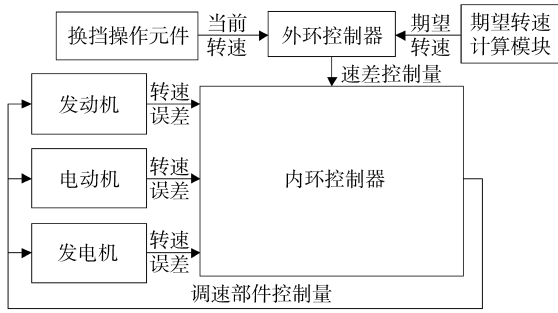 换挡操作元件
当前
转速
外环控制器
期望
转速
期望转速
计算模块
速差控制量
发动机
转速
误差
电动机
转速
误差
内环控制器
发电机
转速
误差
调速部件控制量